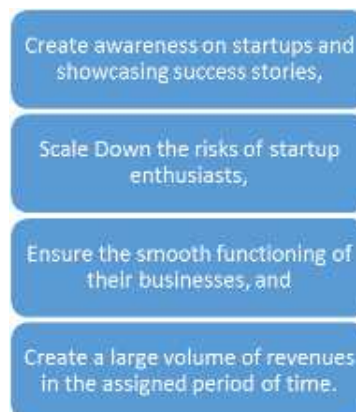 Create awareness on startups and
showcasing success stories,
Scale Down the risks of startup
enthusiasts,
Ensure the smooth functioning of
their businesses, and
Create a large volume of revenues
in the assigned period of time.